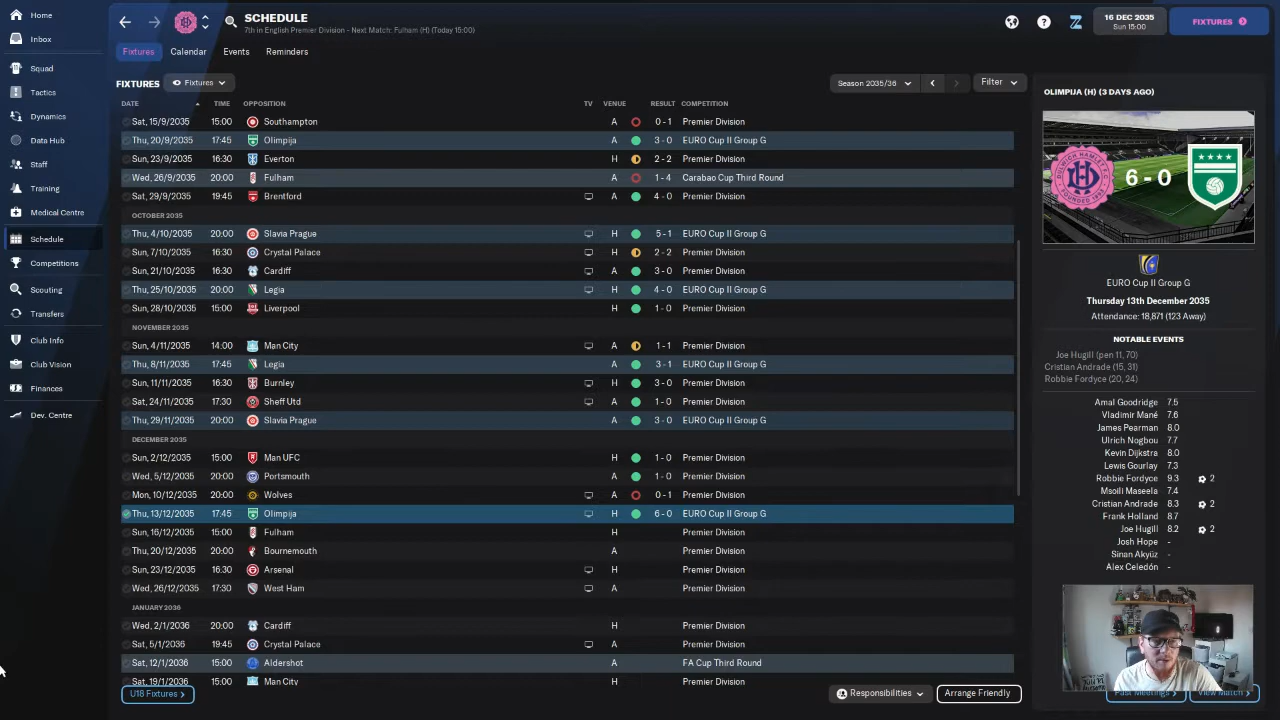 Home
Inbox
Squad
Tactics
Dynamics
Data Hub
Staff
Training
Medical Centre
Schedule
Competitions
Scouting
Transfers
Club Info
Club Vision
Finances
Dev. Centre
SCHEDULE
7th in English Premier Division - Next Match: Fulham (H) (Today 15:00)
16 DEC 2035
Sun 15:00
FIXTURES
Fixtures Calendar Events Reminders
FIXTURES Fixtures Season 2035/36 Filter
DATE TIME OPPOSITION TV VENUE RESULT COMPETITION
Sat, 15/9/2035 15:00 Southampton A 0 - 1 Premier Division
Thu, 20/9/2035 17:45 Olimpija A 3 - 0 EURO Cup II Group G
Sun, 23/9/2035 16:30 Everton H 2 - 2 Premier Division
Wed, 26/9/2035 20:00 Fulham A 1 - 4 Carabao Cup Third Round
Sat, 29/9/2035 19:45 Brentford A 4 - 0 Premier Division
OCTOBER 2035
Thu, 4/10/2035 20:00 Slavia Prague H 5 - 1 EURO Cup II Group G
Sun, 7/10/2035 16:30 Crystal Palace H 2 - 2 Premier Division
Sun, 21/10/2035 16:30 Cardiff A 3 - 0 Premier Division
Thu, 25/10/2035 20:00 Legia H 4 - 0 EURO Cup II Group G
Sun, 28/10/2035 15:00 Liverpool H 1 - 0 Premier Division
NOVEMBER 2035
Sun, 4/11/2035 14:00 Man City A 1 - 1 Premier Division
Thu, 8/11/2035 17:45 Legia A 3 - 1 EURO Cup II Group G
Sun, 11/11/2035 16:30 Burnley H 3 - 0 Premier Division
Sat, 24/11/2035 17:30 Sheff Utd A 1 - 0 Premier Division
Thu, 29/11/2035 20:00 Slavia Prague A 3 - 0 EURO Cup II Group G
DECEMBER 2035
Sun, 2/12/2035 15:00 Man UFC H 1 - 0 Premier Division
Wed, 5/12/2035 20:00 Portsmouth A 1 - 0 Premier Division
Mon, 10/12/2035 20:00 Wolves A 0 - 1 Premier Division
Thu, 13/12/2035 17:45 Olimpija H 6 - 0 EURO Cup II Group G
Sun, 16/12/2035 15:00 Fulham H Premier Division
Thu, 20/12/2035 20:00 Bournemouth A Premier Division
Sun, 23/12/2035 16:30 Arsenal H Premier Division
Wed, 26/12/2035 17:30 West Ham A Premier Division
JANUARY 2036
Wed, 2/1/2036 20:00 Cardiff H Premier Division
Sat, 5/1/2036 19:45 Crystal Palace A Premier Division
Sat, 12/1/2036 15:00 Aldershot A FA Cup Third Round
Sat, 19/1/2036 15:00 Man City H Premier Division
U18 Fixtures
Responsibilities
Arrange Friendly
OLIMPIJA (H) (3 DAYS AGO)
DULWICH HAMLET F.C.
FOUNDED 1893
6 - 0
EURO Cup II Group G
Thursday 13th December 2035
Attendance: 18,871 (123 Away)
NOTABLE EVENTS
Joe Hugill (pen 11, 70)
Cristian Andrade (15, 31)
Robbie Fordyce (20, 24)
Amal Goodridge 7.5
Vladimir Mané 7.6
James Pearman 8.0
Ulrich Nogbou 7.7
Kevin Dijkstra 8.0
Lewis Gourlay 7.3
Robbie Fordyce 9.3 2
Msoili Maseela 7.4
Cristian Andrade 8.3 2
Frank Holland 8.7
Joe Hugill 8.2 2
Josh Hope -
Sinan Akyüz -
Alex Celedón -
Past Meetings
View Match